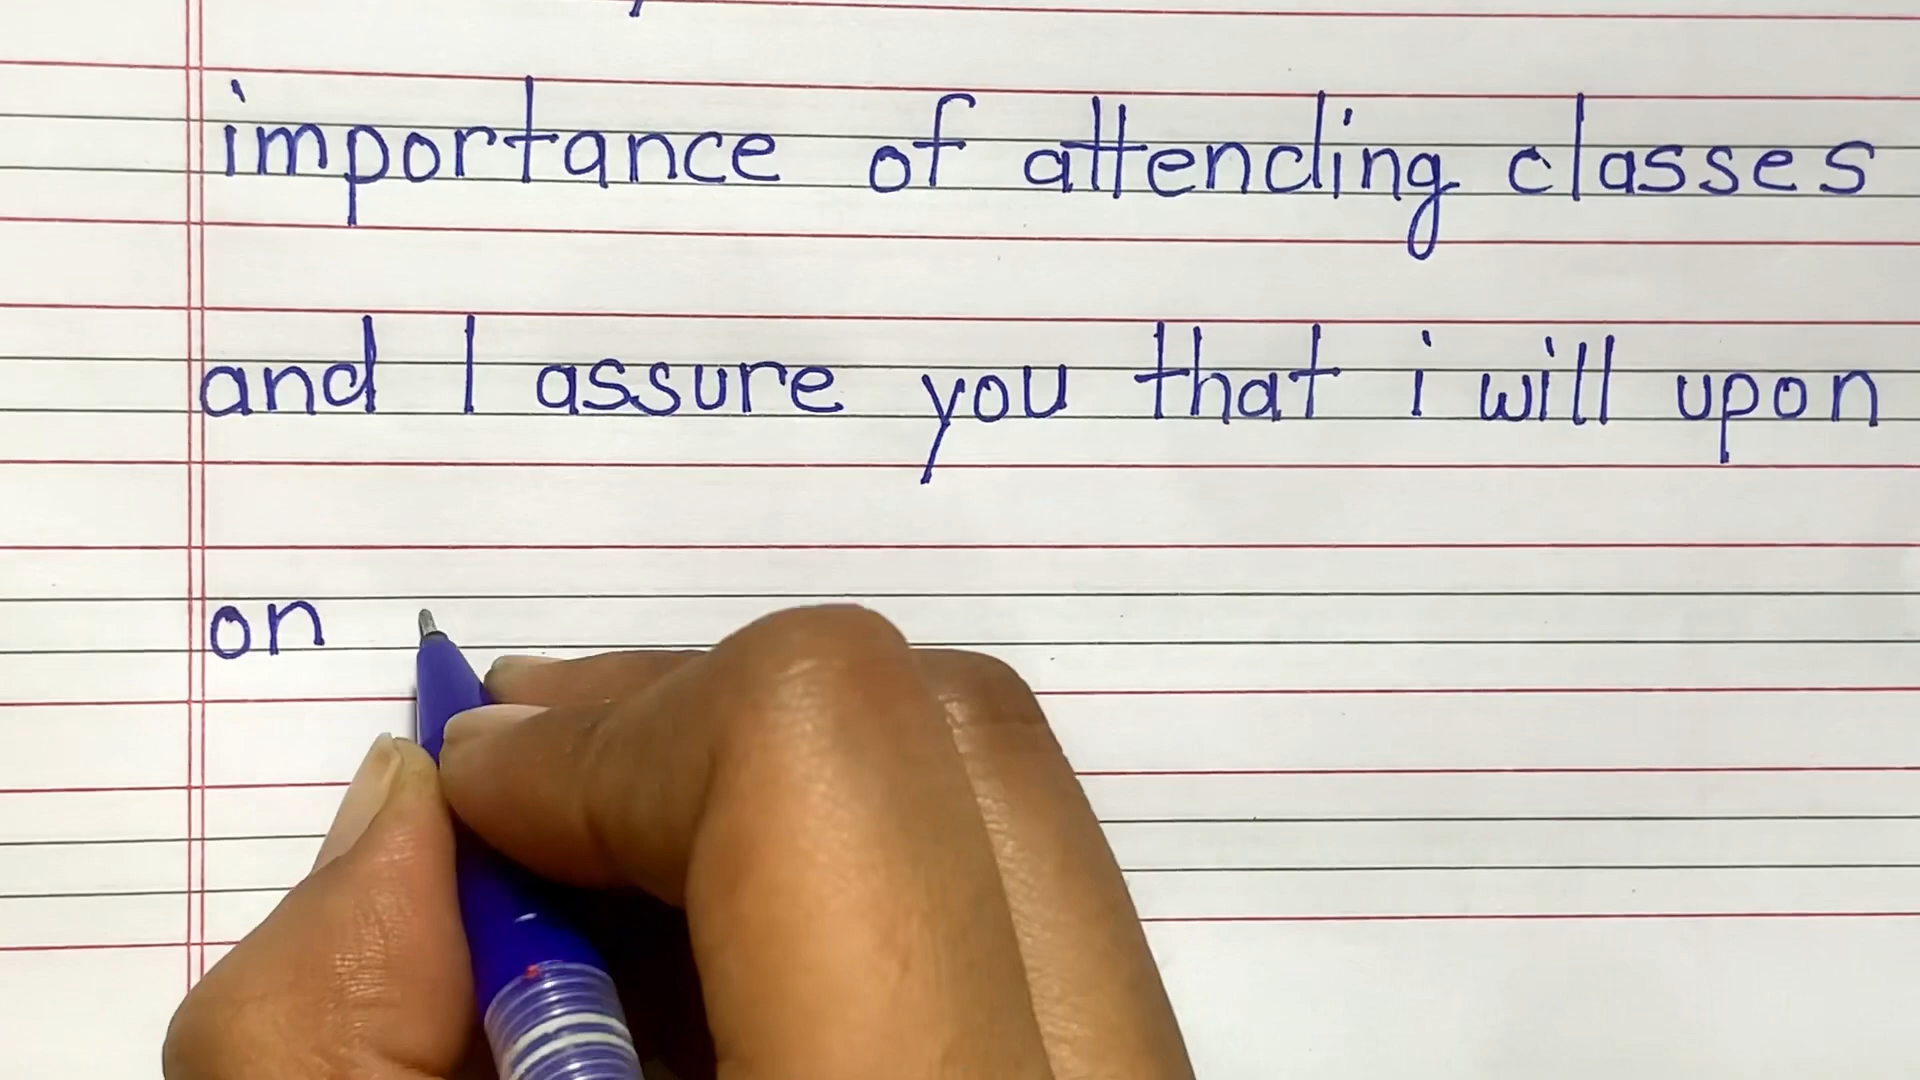 importance of attending classes
and I assure you that i will upon
on